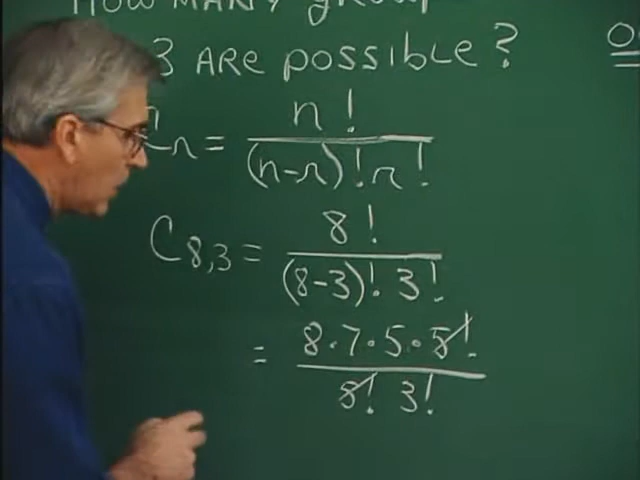 How MANY group
3 ARE possible?
n!
r =
(n-r)! r!
8!
C8,3 =
(8-3)! 3!
8·7·5·5!
=
5! 3!